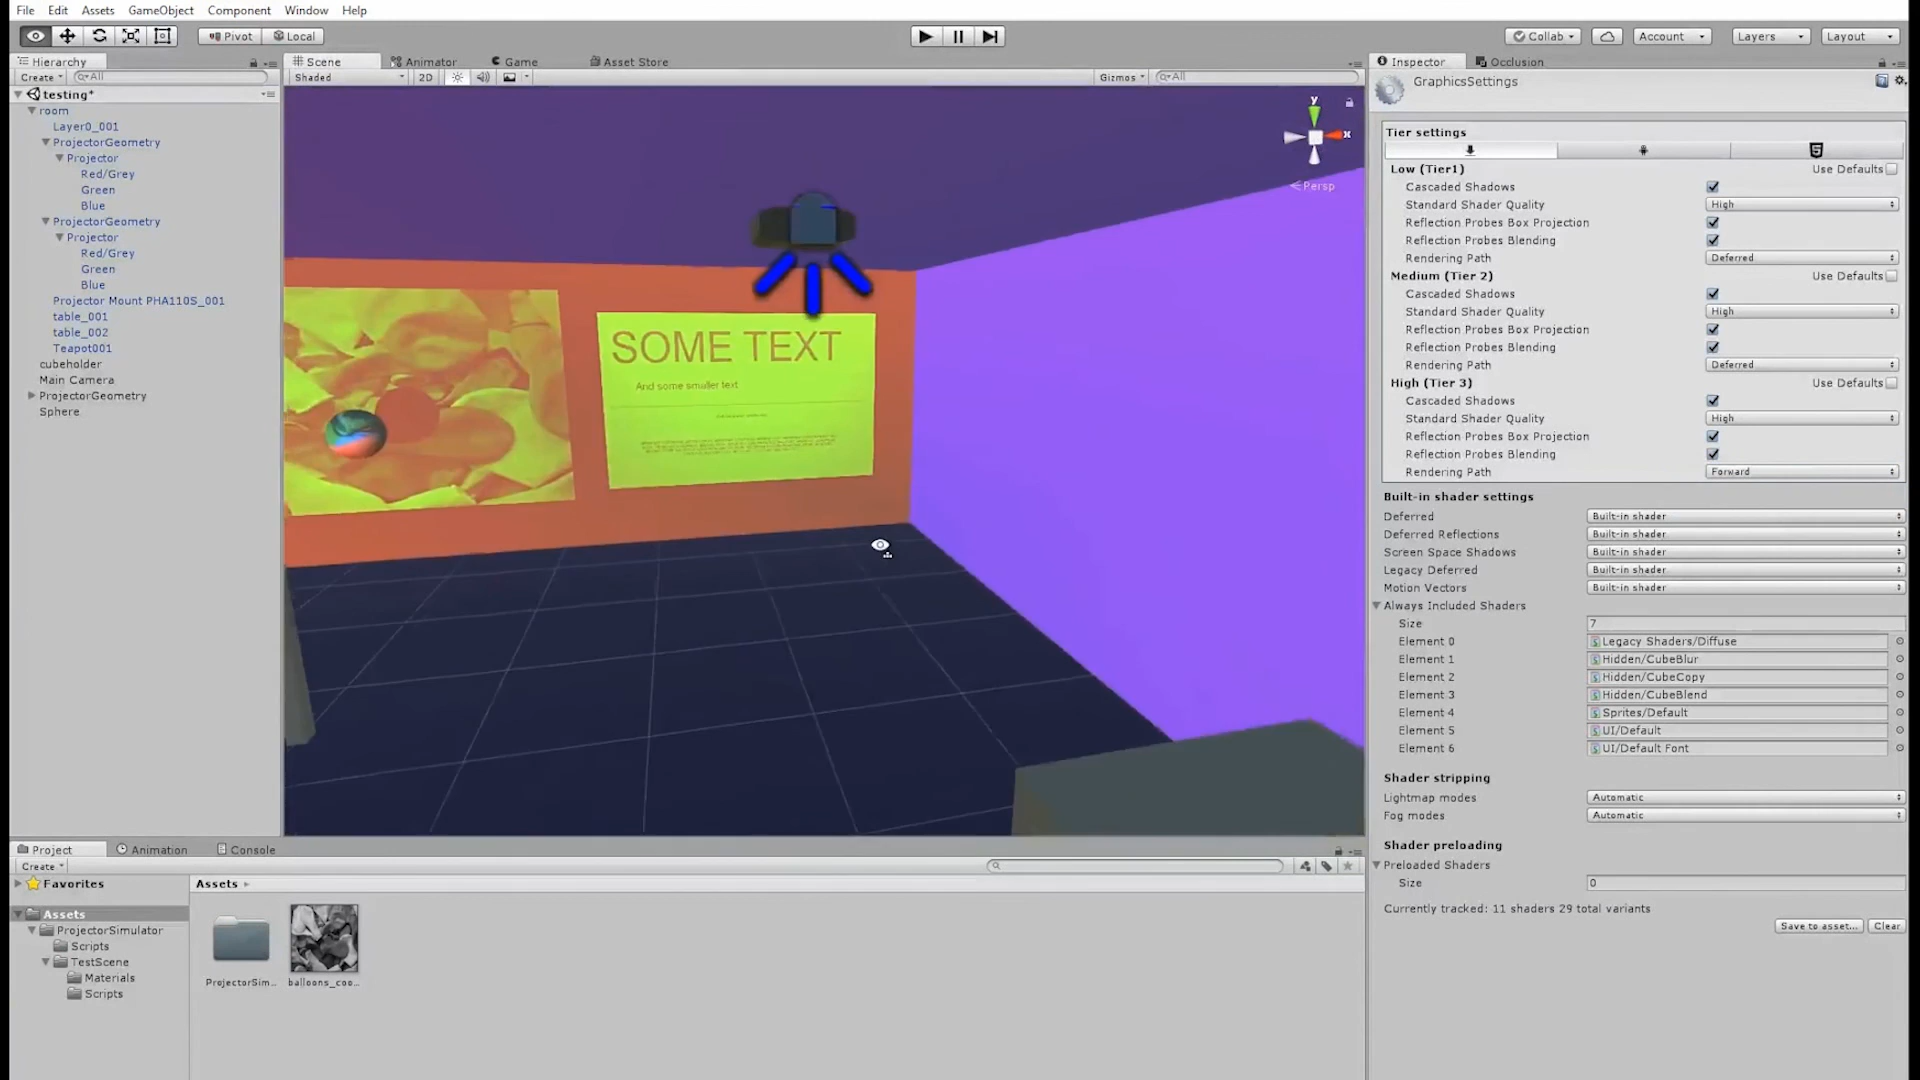 File Edit Assets GameObject Component Window Help
Pivot Local Collab Account Layers Layout
Hierarchy
Create All
testing*
room
Layer0_001
ProjectorGeometry
Projector
Red/Grey
Green
Blue
ProjectorGeometry
Projector
Red/Grey
Green
Blue
Projector Mount PHA110S_001
table_001
table_002
Teapot001
cubeholder
Main Camera
ProjectorGeometry
Sphere
Scene Animator Game Asset Store
Shaded 2D Gizmos All
y
x
Persp
SOME TEXT
And some smaller text
Inspector Occlusion
GraphicsSettings
Tier settings
Low (Tier1) Use Defaults
Cascaded Shadows
Standard Shader Quality High
Reflection Probes Box Projection
Reflection Probes Blending
Rendering Path Deferred
Medium (Tier 2) Use Defaults
Cascaded Shadows
Standard Shader Quality High
Reflection Probes Box Projection
Reflection Probes Blending
Rendering Path Deferred
High (Tier 3) Use Defaults
Cascaded Shadows
Standard Shader Quality High
Reflection Probes Box Projection
Reflection Probes Blending
Rendering Path Forward
Built-in shader settings
Deferred Built-in shader
Deferred Reflections Built-in shader
Screen Space Shadows Built-in shader
Legacy Deferred Built-in shader
Motion Vectors Built-in shader
Always Included Shaders
Size 7
Element 0 Legacy Shaders/Diffuse
Element 1 Hidden/CubeBlur
Element 2 Hidden/CubeCopy
Element 3 Hidden/CubeBlend
Element 4 Sprites/Default
Element 5 UI/Default
Element 6 UI/Default Font
Shader stripping
Lightmap modes Automatic
Fog modes Automatic
Shader preloading
Preloaded Shaders
Size 0
Currently tracked: 11 shaders 29 total variants
Save to asset... Clear
Project Animation Console
Create
Favorites
Assets
ProjectorSimulator
Scripts
TestScene
Materials
Scripts
Assets
ProjectorSim... balloons_coo...